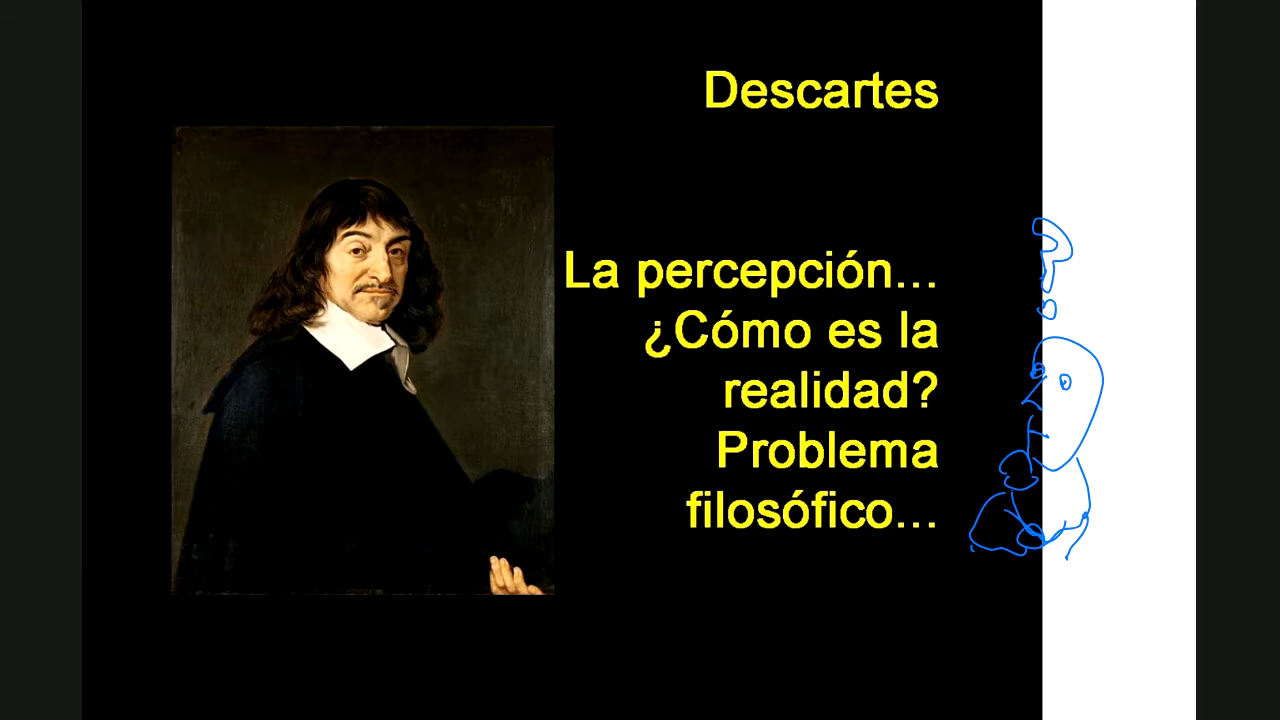 Descartes
La percepción...
¿Cómo es la
realidad?
Problema
filosófico...